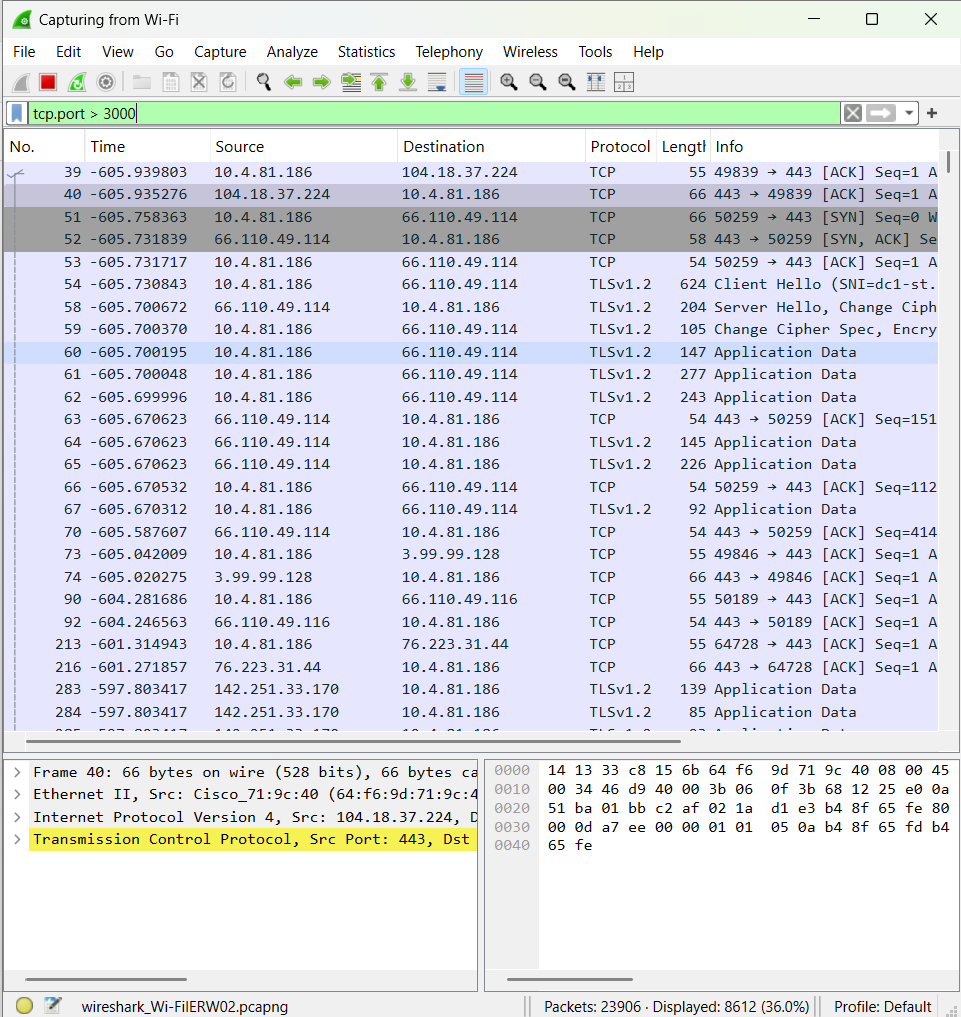 Capturing from Wi-Fi
File Edit View Go Capture Analyze Statistics Telephony Wireless Tools Help
tcp.port > 3000
No. Time Source Destination Protocol Length Info
39 -605.939803 10.4.81.186 104.18.37.224 TCP 55 49839 → 443 [ACK] Seq=1 A
40 -605.935276 104.18.37.224 10.4.81.186 TCP 66 443 → 49839 [ACK] Seq=1 A
51 -605.758363 10.4.81.186 66.110.49.114 TCP 66 50259 → 443 [SYN] Seq=0 W
52 -605.731839 66.110.49.114 10.4.81.186 TCP 58 443 → 50259 [SYN, ACK] Se
53 -605.731717 10.4.81.186 66.110.49.114 TCP 54 50259 → 443 [ACK] Seq=1 A
54 -605.730843 10.4.81.186 66.110.49.114 TLSv1.2 624 Client Hello (SNI=dc1-st.
58 -605.700672 66.110.49.114 10.4.81.186 TLSv1.2 204 Server Hello, Change Ciph
59 -605.700370 10.4.81.186 66.110.49.114 TLSv1.2 105 Change Cipher Spec, Encry
60 -605.700195 10.4.81.186 66.110.49.114 TLSv1.2 147 Application Data
61 -605.700048 10.4.81.186 66.110.49.114 TLSv1.2 277 Application Data
62 -605.699996 10.4.81.186 66.110.49.114 TLSv1.2 243 Application Data
63 -605.670623 66.110.49.114 10.4.81.186 TCP 54 443 → 50259 [ACK] Seq=151
64 -605.670623 66.110.49.114 10.4.81.186 TLSv1.2 145 Application Data
65 -605.670623 66.110.49.114 10.4.81.186 TLSv1.2 226 Application Data
66 -605.670532 10.4.81.186 66.110.49.114 TCP 54 50259 → 443 [ACK] Seq=112
67 -605.670312 10.4.81.186 66.110.49.114 TLSv1.2 92 Application Data
70 -605.587607 66.110.49.114 10.4.81.186 TCP 54 443 → 50259 [ACK] Seq=414
73 -605.042009 10.4.81.186 3.99.99.128 TCP 55 49846 → 443 [ACK] Seq=1 A
74 -605.020275 3.99.99.128 10.4.81.186 TCP 66 443 → 49846 [ACK] Seq=1 A
90 -604.281686 10.4.81.186 66.110.49.116 TCP 55 50189 → 443 [ACK] Seq=1 A
92 -604.246563 66.110.49.116 10.4.81.186 TCP 54 443 → 50189 [ACK] Seq=1 A
213 -601.314943 10.4.81.186 76.223.31.44 TCP 55 64728 → 443 [ACK] Seq=1 A
216 -601.271857 76.223.31.44 10.4.81.186 TCP 66 443 → 64728 [ACK] Seq=1 A
283 -597.803417 142.251.33.170 10.4.81.186 TLSv1.2 139 Application Data
284 -597.803417 142.251.33.170 10.4.81.186 TLSv1.2 85 Application Data
Frame 40: 66 bytes on wire (528 bits), 66 bytes ca
Ethernet II, Src: Cisco_71:9c:40 (64:f6:9d:71:9c:4
Internet Protocol Version 4, Src: 104.18.37.224, D
Transmission Control Protocol, Src Port: 443, Dst
0000 14 13 33 c8 15 6b 64 f6 9d 71 9c 40 08 00 45
0010 00 34 46 d9 40 00 3b 06 0f 3b 68 12 25 e0 0a
0020 51 ba 01 bb c2 af 02 1a d1 e3 b4 8f 65 fe 80
0030 00 0d a7 ee 00 00 01 01 05 0a b4 8f 65 fd b4
0040 65 fe
wireshark_Wi-FiIERW02.pcapng Packets: 23906 · Displayed: 8612 (36.0%) Profile: Default